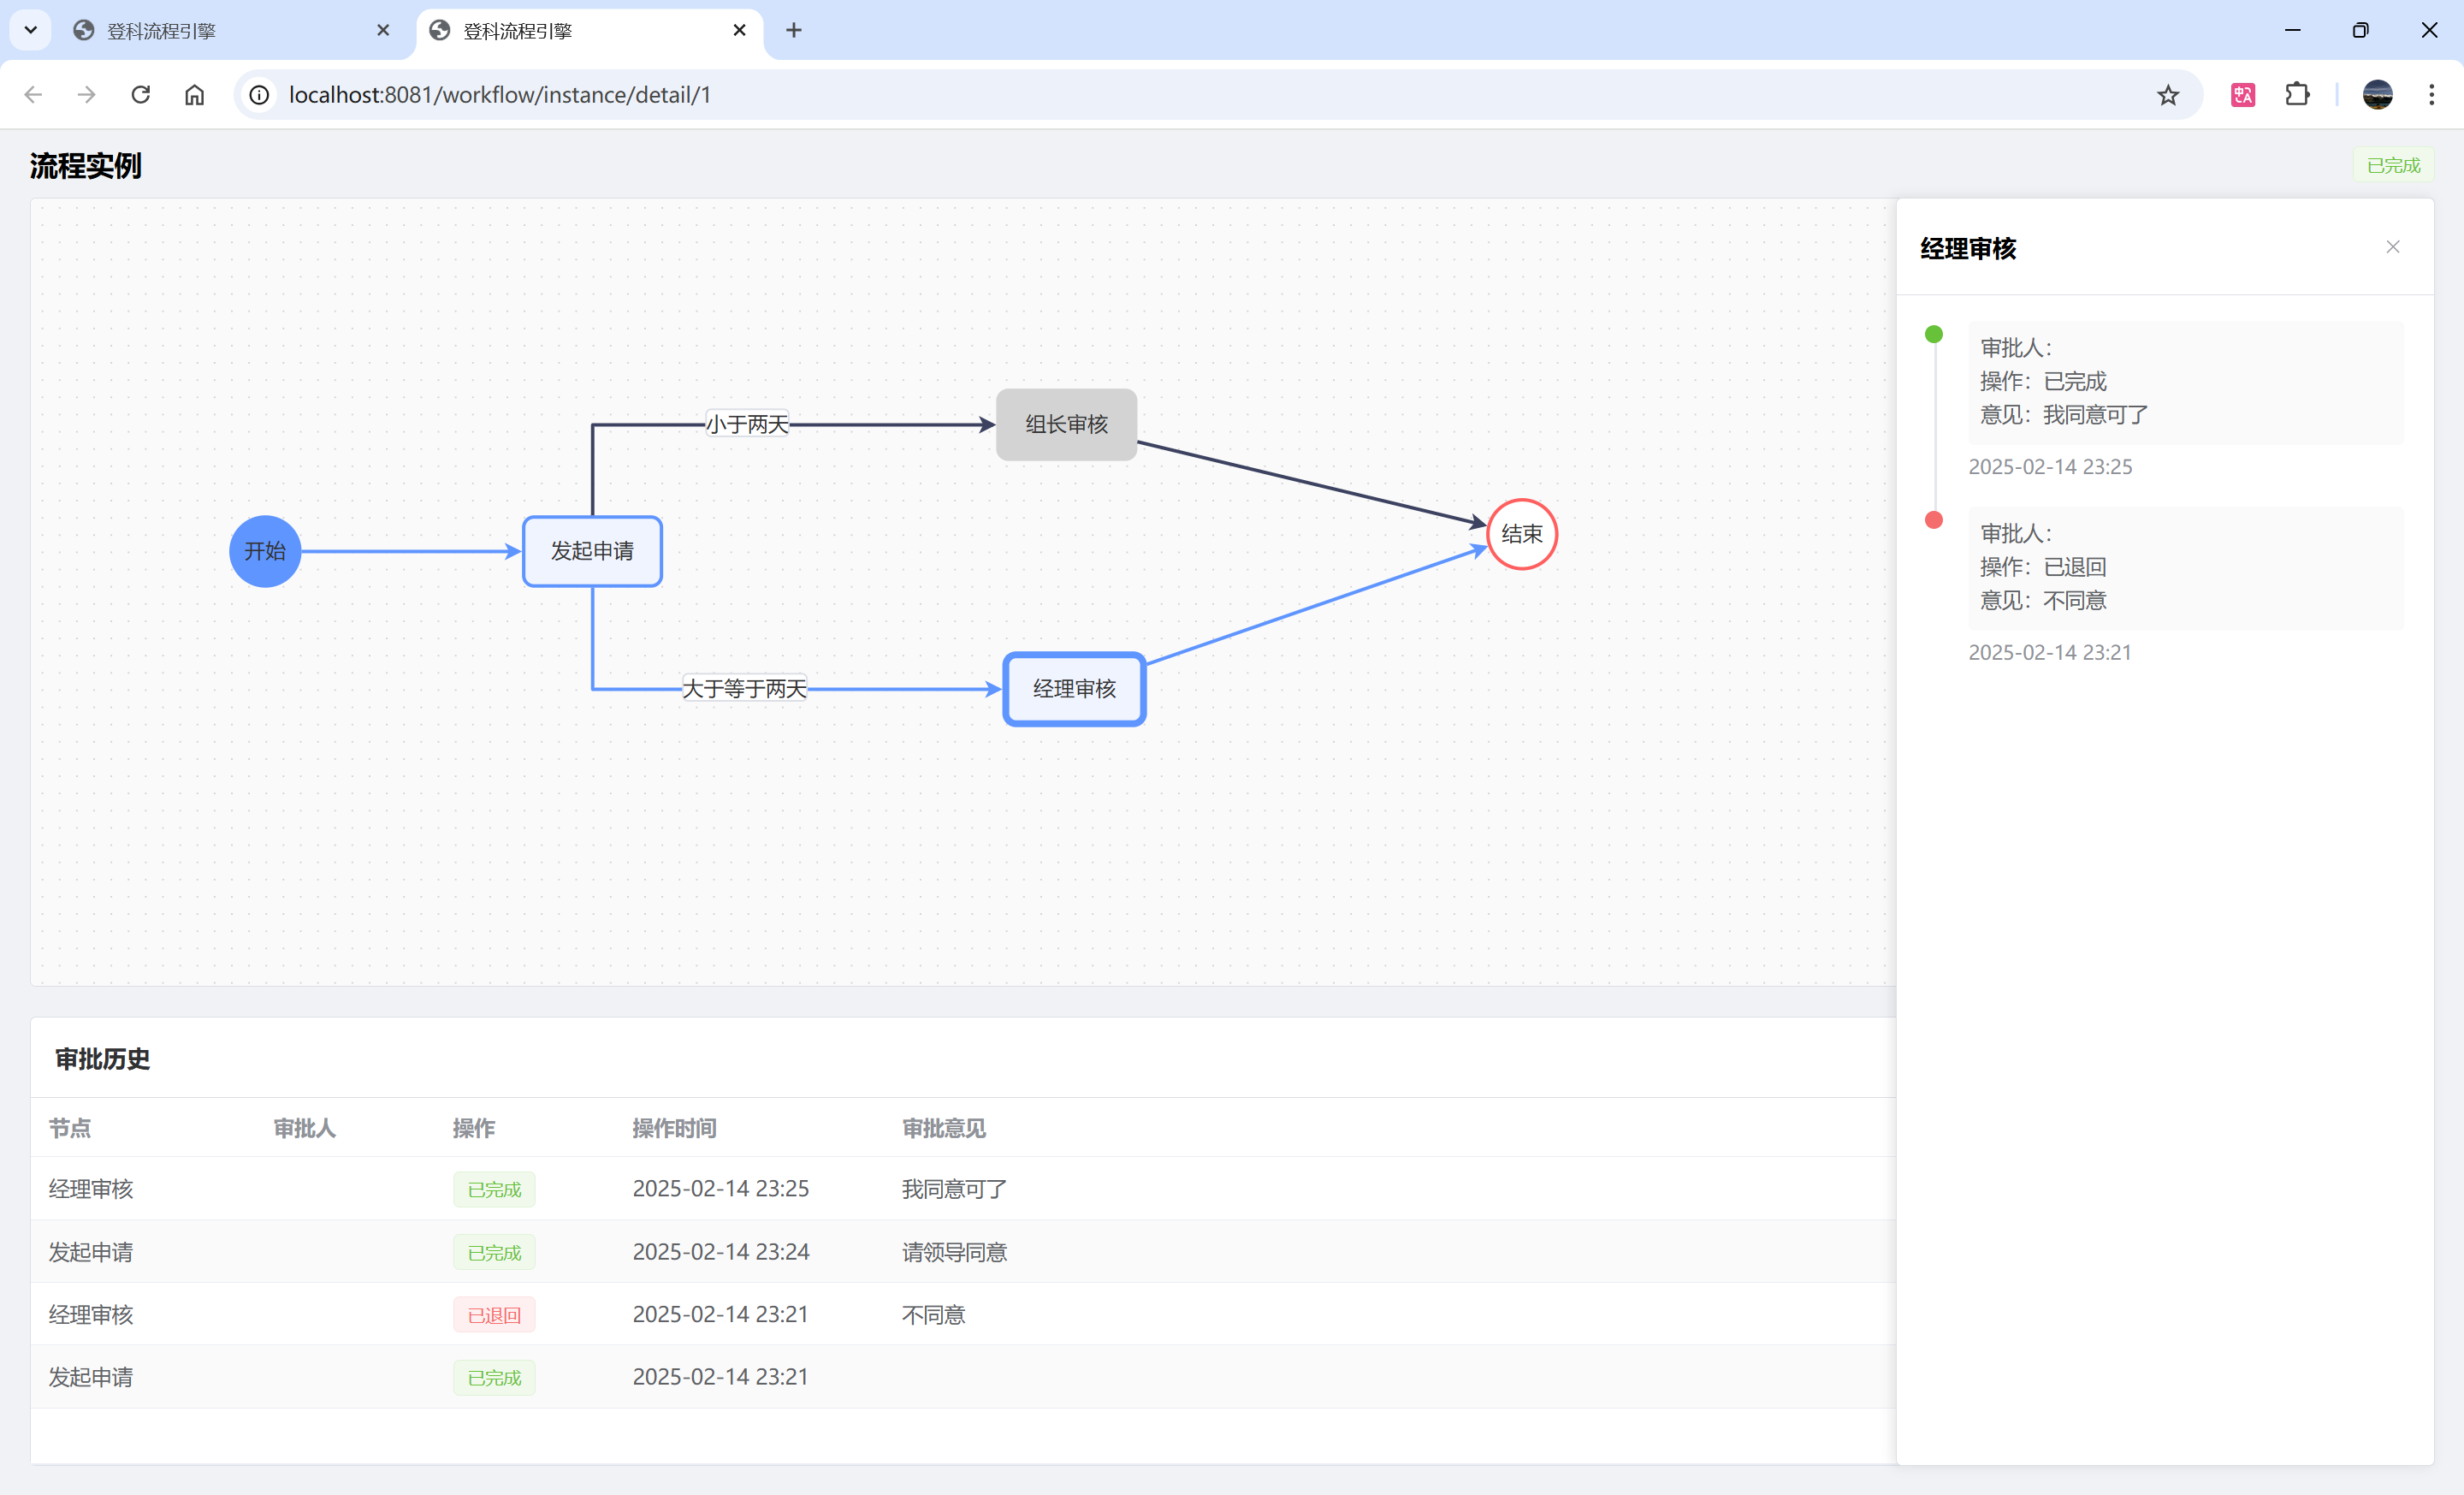 登科流程引擎
登科流程引擎
localhost:8081/workflow/instance/detail/1
流程实例
已完成
小于两天
组长审核
开始
发起申请
结束
大于等于两天
经理审核
经理审核
审批人：
操作：已完成
意见：我同意可了
2025-02-14 23:25
审批人：
操作：已退回
意见：不同意
2025-02-14 23:21
审批历史
节点 审批人 操作 操作时间 审批意见
经理审核 已完成 2025-02-14 23:25 我同意可了
发起申请 已完成 2025-02-14 23:24 请领导同意
经理审核 已退回 2025-02-14 23:21 不同意
发起申请 已完成 2025-02-14 23:21